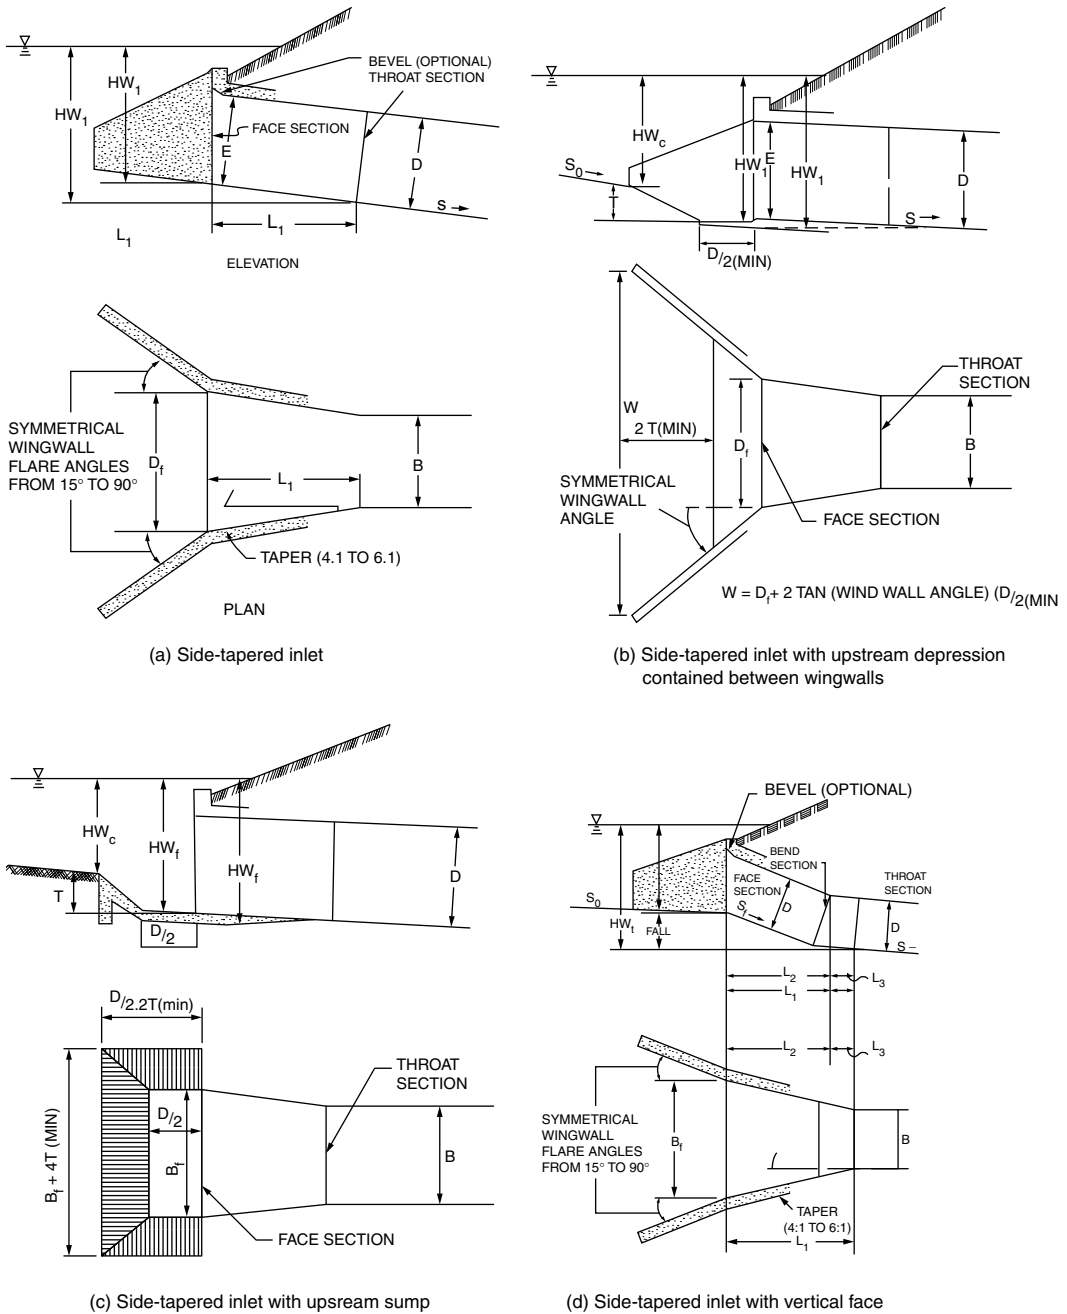 HW1
HW1
BEVEL (OPTIONAL)
THROAT SECTION
FACE SECTION
E
D
S
L1
L1
ELEVATION
SYMMETRICAL
WINGWALL
FLARE ANGLES
FROM 15° TO 90°
Df
L1
B
TAPER (4.1 TO 6.1)
PLAN
(a) Side-tapered inlet
HWc
S0
T
HW1
E
HW1
D
S
D/2(MIN)
W
2 T(MIN)
Df
THROAT
SECTION
B
SYMMETRICAL
WINGWALL
ANGLE
FACE SECTION
W = Df+ 2 TAN (WIND WALL ANGLE) (D/2(MIN
(b) Side-tapered inlet with upstream depression
contained between wingwalls
HWc
HWf
HWf
T
D
D/2
D/2.2T(min)
THROAT
SECTION
D/2
Bf + 4T (MIN)
Bf
B
FACE SECTION
(c) Side-tapered inlet with upsream sump
BEVEL (OPTIONAL)
BEND
SECTION
FACE
SECTION
THROAT
SECTION
S0
Sf
D
HWt
FALL
D
S –
L2
L3
L1
L2
L3
SYMMETRICAL
WINGWALL
FLARE ANGLES
FROM 15° TO 90°
Bf
B
TAPER
(4:1 TO 6:1)
L1
(d) Side-tapered inlet with vertical face